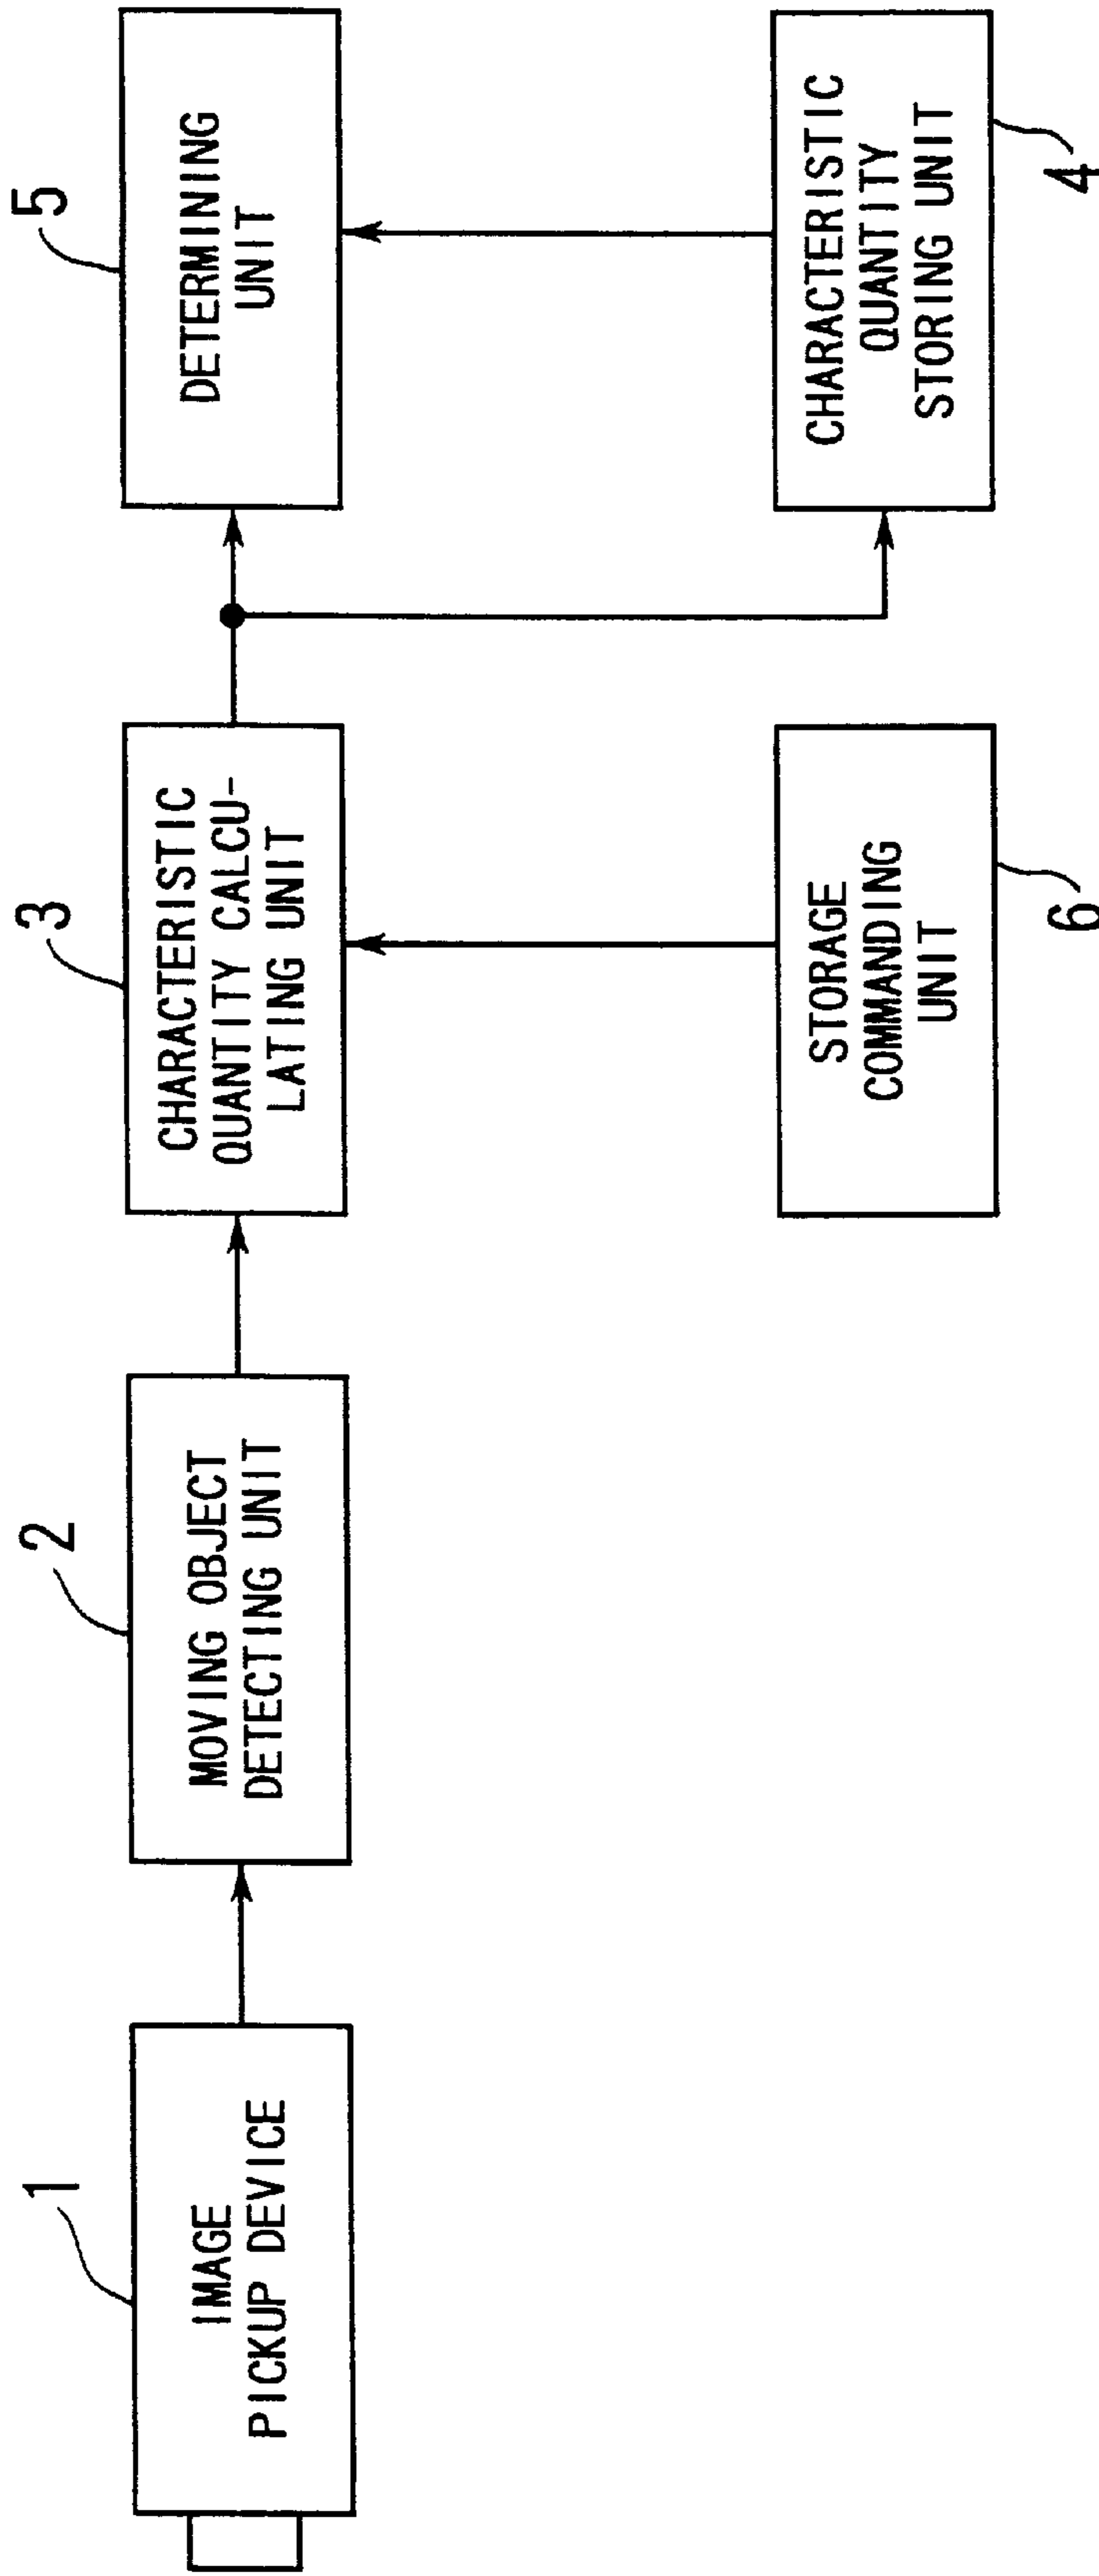 1
IMAGE
PICKUP DEVICE
2
MOVING OBJECT
DETECTING UNIT
3
CHARACTERISTIC
QUANTITY CALCU-
LATING UNIT
5
DETERMINING
UNIT
STORAGE
COMMANDING
UNIT
6
CHARACTERISTIC
QUANTITY
STORING UNIT
4